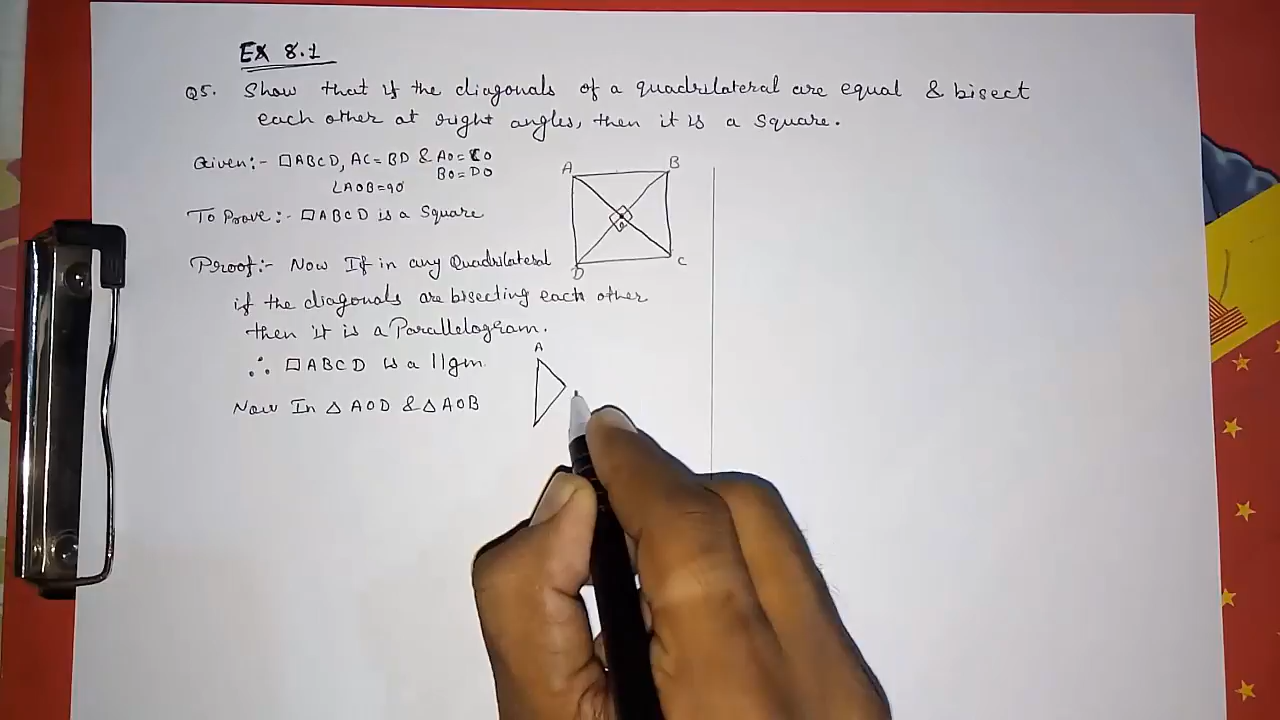 EX 8.1
Q5. Show that if the diagonals of a quadrilateral are equal & bisect
each other at right angles, then it is a square.
Given:- □ABCD, AC=BD & AO=CO
BO=DO
∠AOB=90
To Prove:- □ABCD is a Square
A B
O
D C
Proof:- Now If in any Quadrilateral
if the diagonals are bisecting each other
then it is a Parallelogram.
∴ □ABCD is a ||gm
A
Now In △AOD & △AOB